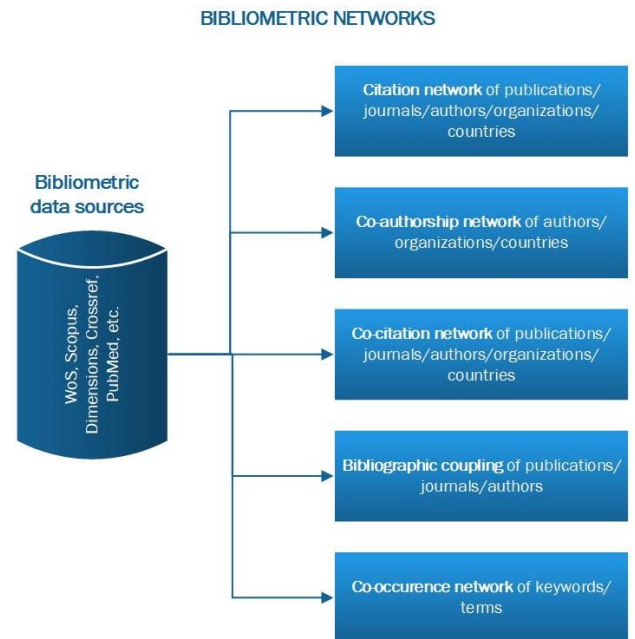 BIBLIOMETRIC NETWORKS
Bibliometric
data sources
WoS, Scopus,
Dimensions, Crossref,
PubMed, etc.
Citation network of publications/
journals/authors/organizations/
countries
Co-authorship network of authors/
organizations/countries
Co-citation network of publications/
journals/authors/organizations/
countries
Bibliographic coupling of publications/
journals/authors
Co-occurence network of keywords/
terms